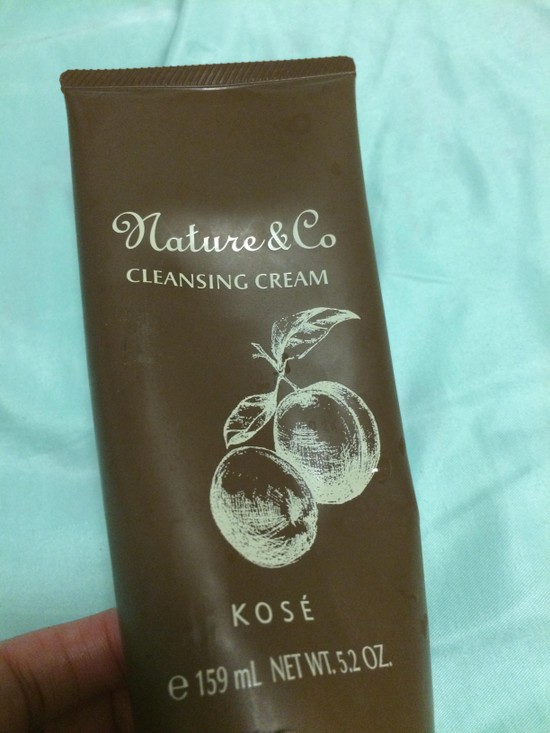 Nature & Co
CLEANSING CREAM
KOSÉ
℮ 159 mL NET WT. 5.2 OZ.